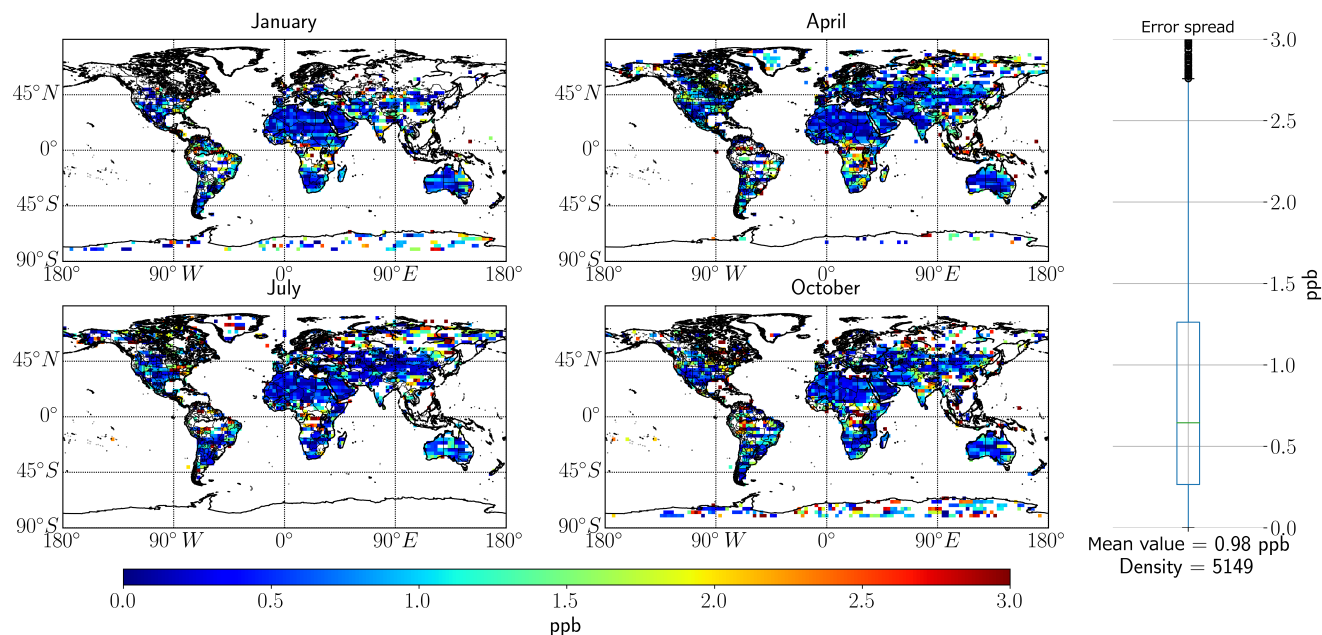 January
45°N
0°
45°S
90°S
180° 90° W 0° 90° E 180°
April
45°N
0°
45°S
90°S
180° 90° W 0° 90° E 180°
July
45°N
0°
45°S
90°S
180° 90° W 0° 90° E 180°
October
45°N
0°
45°S
90°S
180° 90° W 0° 90° E 180°
0.0 0.5 1.0 1.5 2.0 2.5 3.0
ppb
Error spread
3.0
2.5
2.0
1.5
1.0
0.5
0.0
ppb
Mean value = 0.98 ppb
Density = 5149